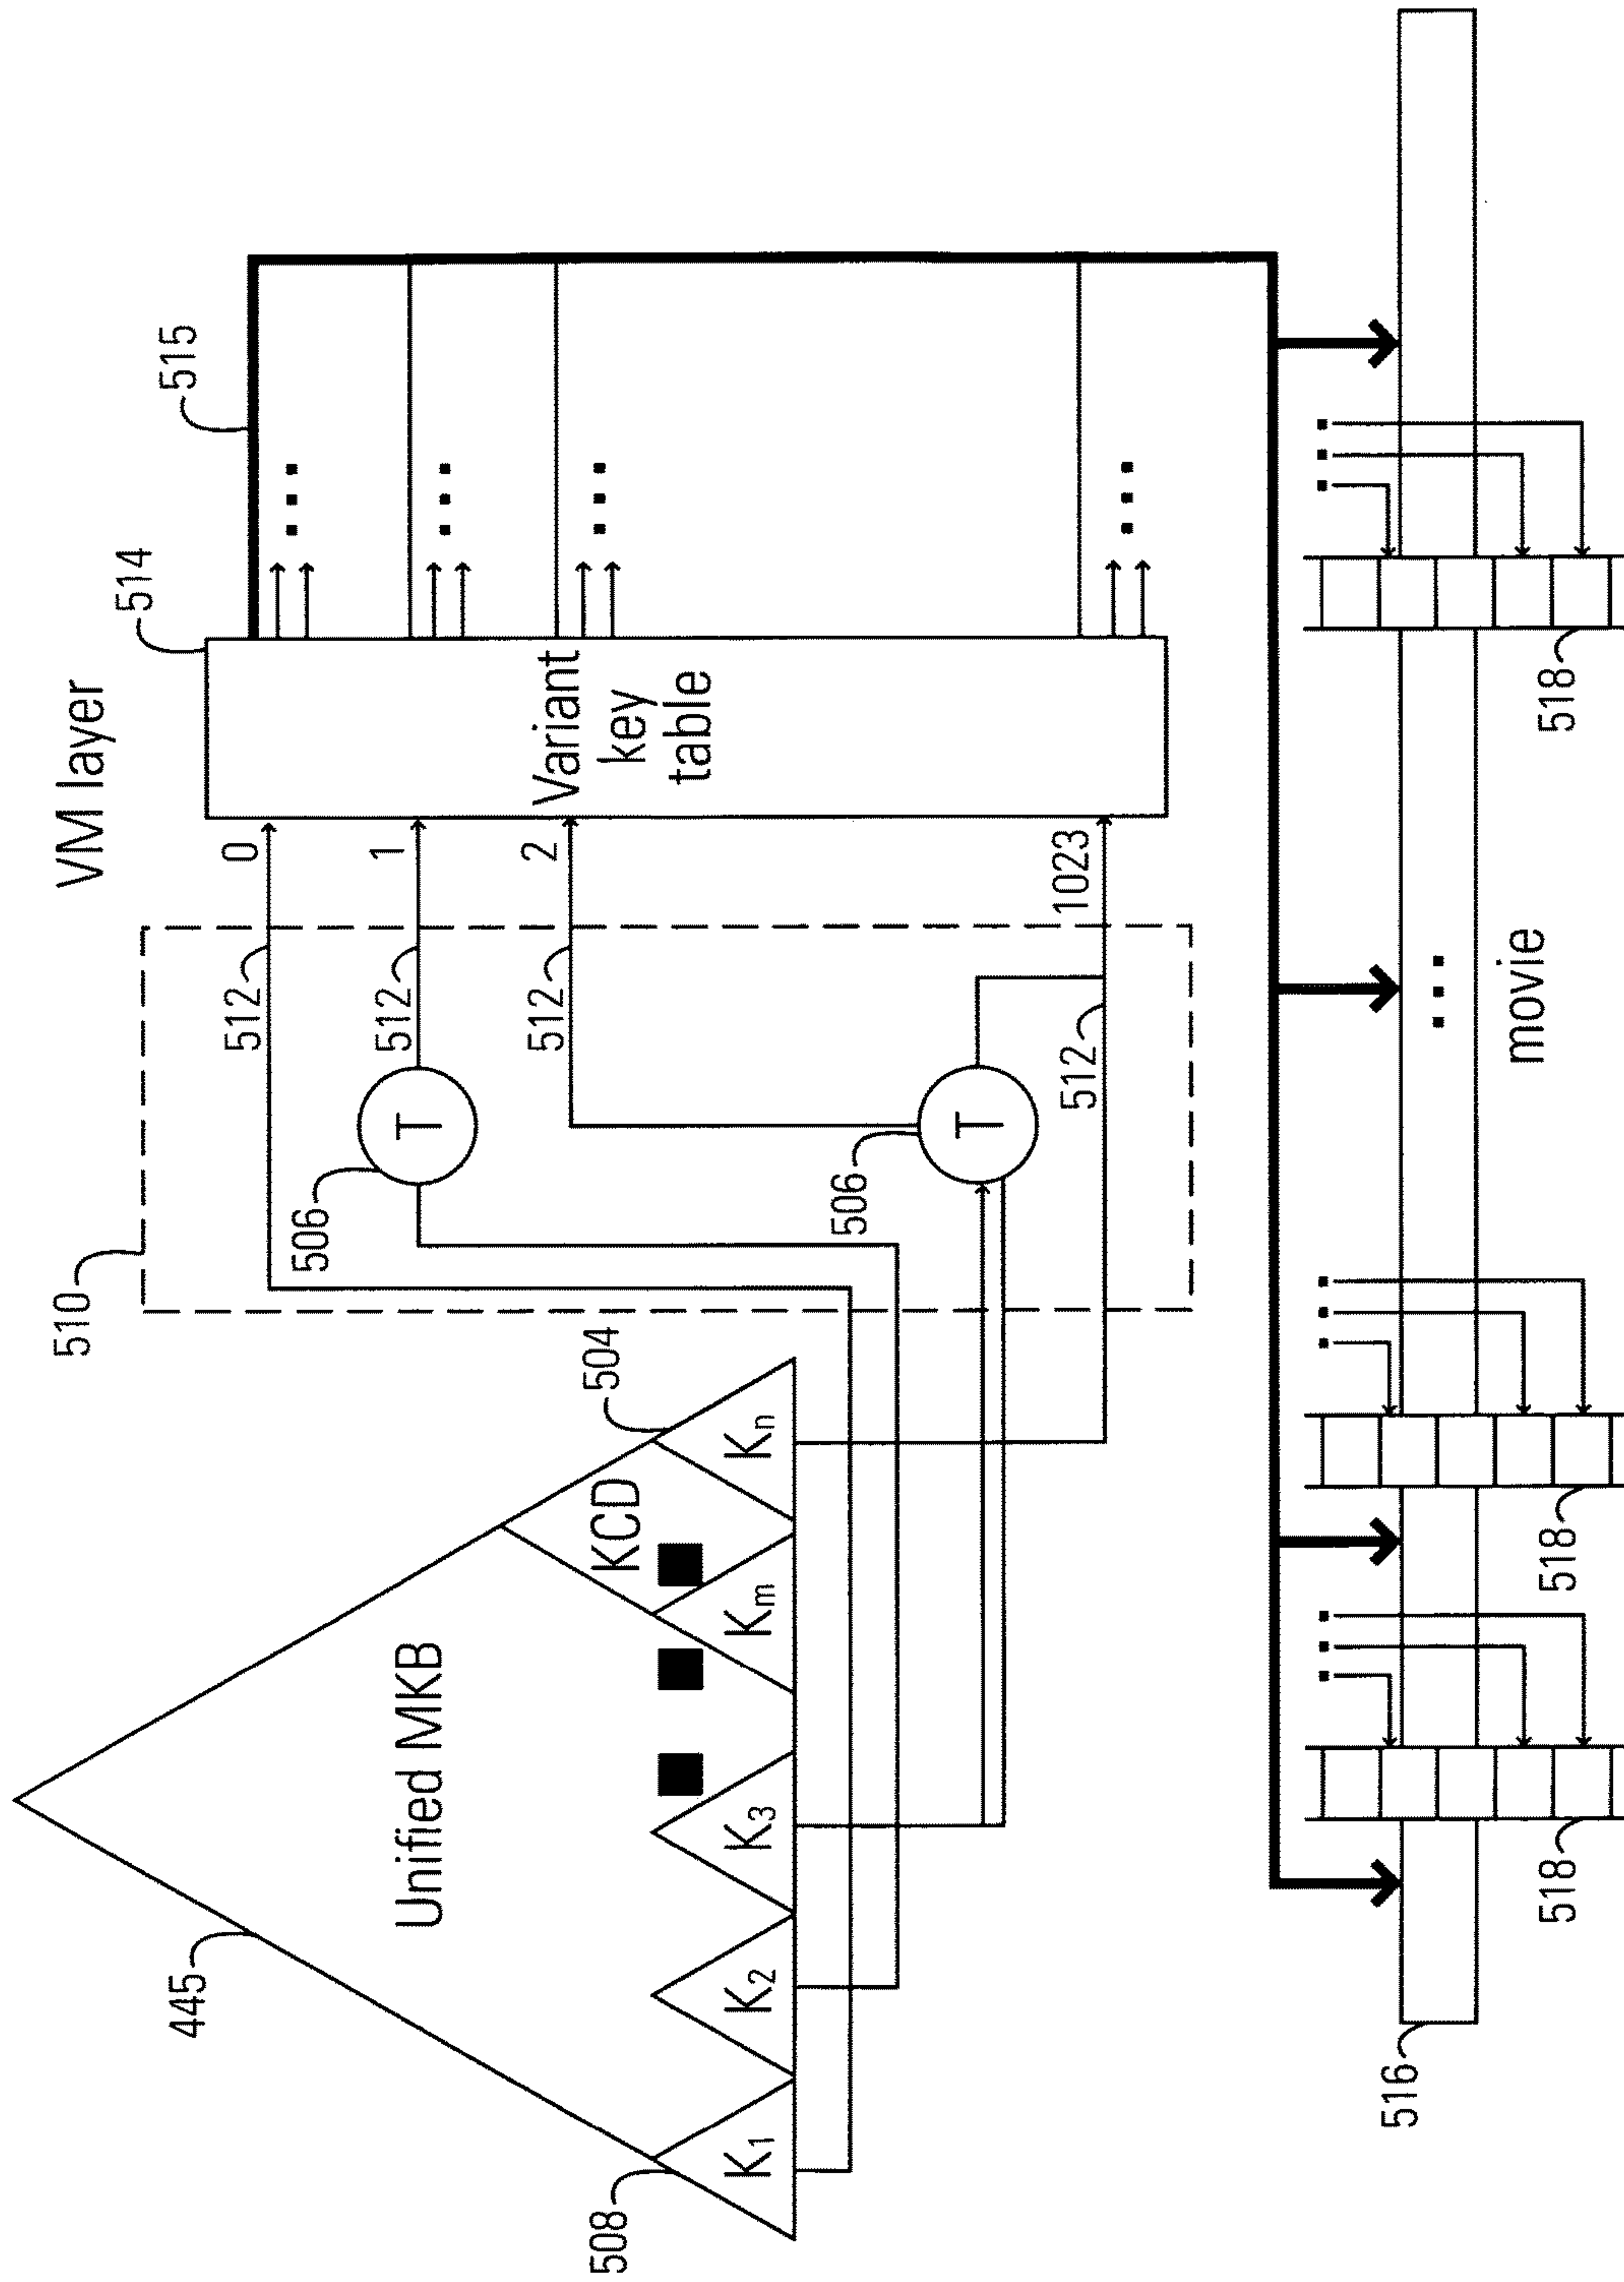 VM layer
510
514
515
445
512
0
506
512
1
Unified MKB
512
2
Variant
key
table
508
KCD
504
K1
K2
K3
Km
Kn
506
512
1023
516
movie
518
518
518